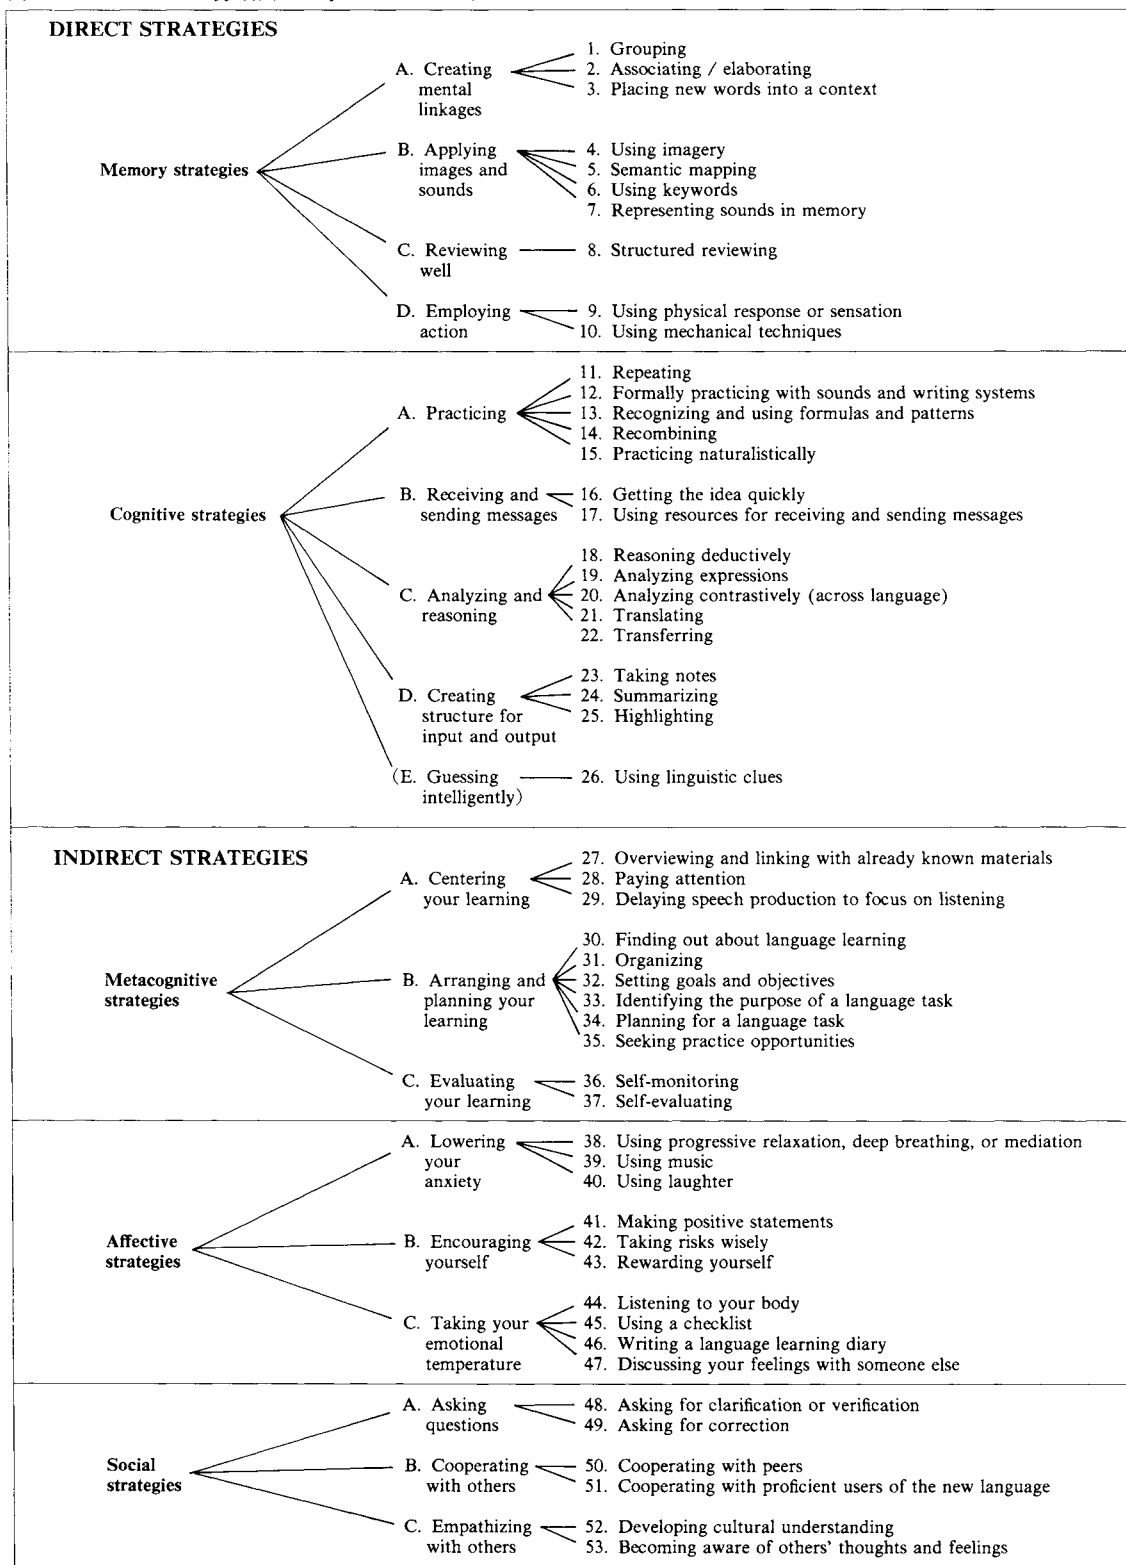 DIRECT STRATEGIES
Memory strategies
A. Creating
mental
linkages
1. Grouping
2. Associating / elaborating
3. Placing new words into a context
B. Applying
images and
sounds
4. Using imagery
5. Semantic mapping
6. Using keywords
7. Representing sounds in memory
C. Reviewing
well
8. Structured reviewing
D. Employing
action
9. Using physical response or sensation
10. Using mechanical techniques
Cognitive strategies
A. Practicing
11. Repeating
12. Formally practicing with sounds and writing systems
13. Recognizing and using formulas and patterns
14. Recombining
15. Practicing naturalistically
B. Receiving and
sending messages
16. Getting the idea quickly
17. Using resources for receiving and sending messages
C. Analyzing and
reasoning
18. Reasoning deductively
19. Analyzing expressions
20. Analyzing contrastively (across language)
21. Translating
22. Transferring
D. Creating
structure for
input and output
23. Taking notes
24. Summarizing
25. Highlighting
(E. Guessing
intelligently)
26. Using linguistic clues
INDIRECT STRATEGIES
Metacognitive
strategies
A. Centering
your learning
27. Overviewing and linking with already known materials
28. Paying attention
29. Delaying speech production to focus on listening
B. Arranging and
planning your
learning
30. Finding out about language learning
31. Organizing
32. Setting goals and objectives
33. Identifying the purpose of a language task
34. Planning for a language task
35. Seeking practice opportunities
C. Evaluating
your learning
36. Self-monitoring
37. Self-evaluating
Affective
strategies
A. Lowering
your
anxiety
38. Using progressive relaxation, deep breathing, or mediation
39. Using music
40. Using laughter
B. Encouraging
yourself
41. Making positive statements
42. Taking risks wisely
43. Rewarding yourself
C. Taking your
emotional
temperature
44. Listening to your body
45. Using a checklist
46. Writing a language learning diary
47. Discussing your feelings with someone else
Social
strategies
A. Asking
questions
48. Asking for clarification or verification
49. Asking for correction
B. Cooperating
with others
50. Cooperating with peers
51. Cooperating with proficient users of the new language
C. Empathizing
with others
52. Developing cultural understanding
53. Becoming aware of others' thoughts and feelings